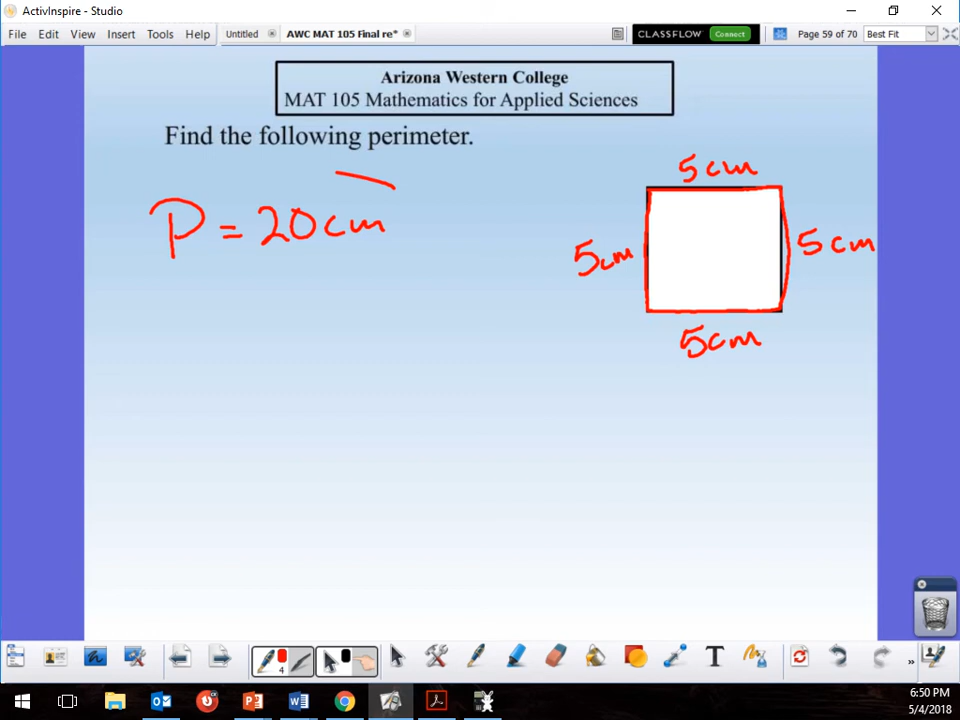 ActivInspire - Studio
File Edit View Insert Tools Help
Untitled
AWC MAT 105 Final re*
CLASSFLOW Connect
Page 59 of 70
Best Fit
Arizona Western College
MAT 105 Mathematics for Applied Sciences
Find the following perimeter.
P = 20cm
5cm
5cm
5cm
5cm
4
T
6:50 PM
5/4/2018